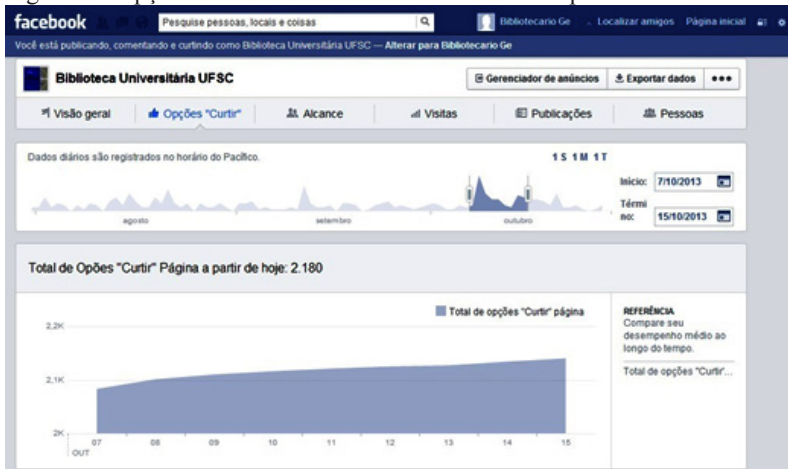 facebook
Pesquise pessoas, locais e coisas
Bibliotecario Ge
Localizar amigos
Página inicial
Você está publicando, comentando e curtindo como Biblioteca Universitária UFSC — Alterar para Bibliotecario Ge
Biblioteca Universitária UFSC
Gerenciador de anúncios
Exportar dados
Visão geral
Opções "Curtir"
Alcance
Visitas
Publicações
Pessoas
Dados diários são registrados no horário do Pacífico.
1S 1M 1T
Início: 7/10/2013
Térmi
no: 15/10/2013
agosto
setembro
outubro
Total de Opões "Curtir" Página a partir de hoje: 2.180
Total de opções "Curtir" página
REFERÊNCIA
Compare seu
desempenho médio ao
longo do tempo.
Total de opções "Curtir'...
2,2K
2,1K
2K
07 08 09 10 11 12 13 14 15
OUT